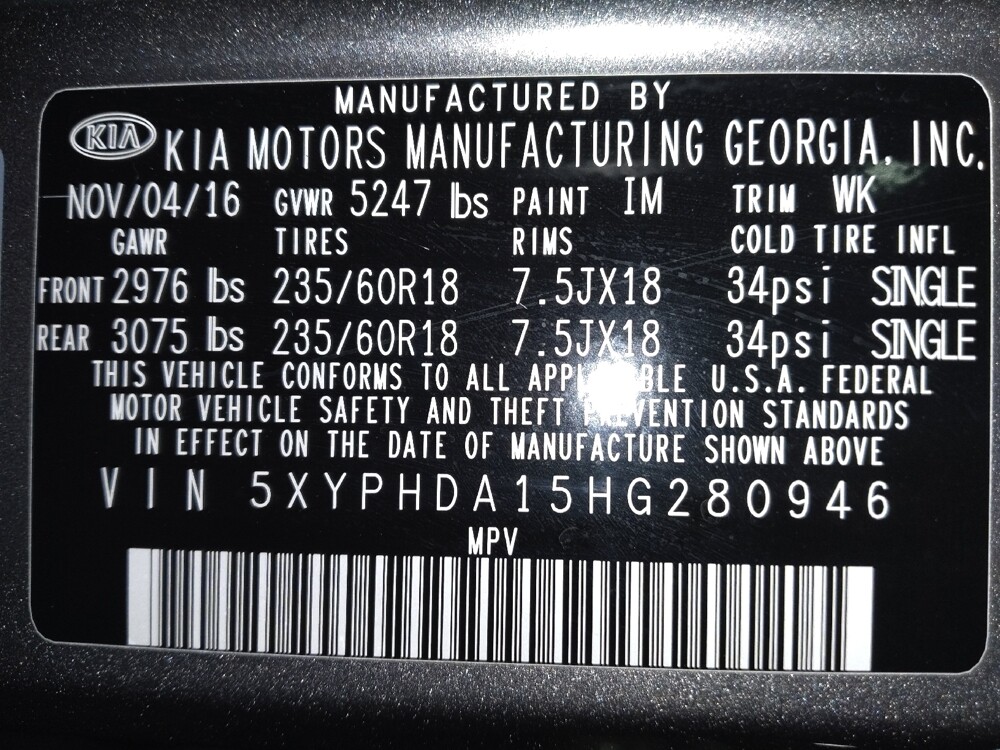 MANUFACTURED BY
KIA KIA MOTORS MANUFACTURING GEORGIA, INC.
NOV/04/16 GVWR 5247 lbs PAINT IM TRIM WK
GAWR TIRES RIMS COLD TIRE INFL
FRONT 2976 lbs 235/60R18 7.5JX18 34psi SINGLE
REAR 3075 lbs 235/60R18 7.5JX18 34psi SINGLE
THIS VEHICLE CONFORMS TO ALL U.S.A. FEDERAL
MOTOR VEHICLE SAFETY AND THEFT STANDARDS
IN EFFECT ON THE DATE OF MANUFACTURE SHOWN ABOVE
VIN 5XYPHDA15HG280946
MPV